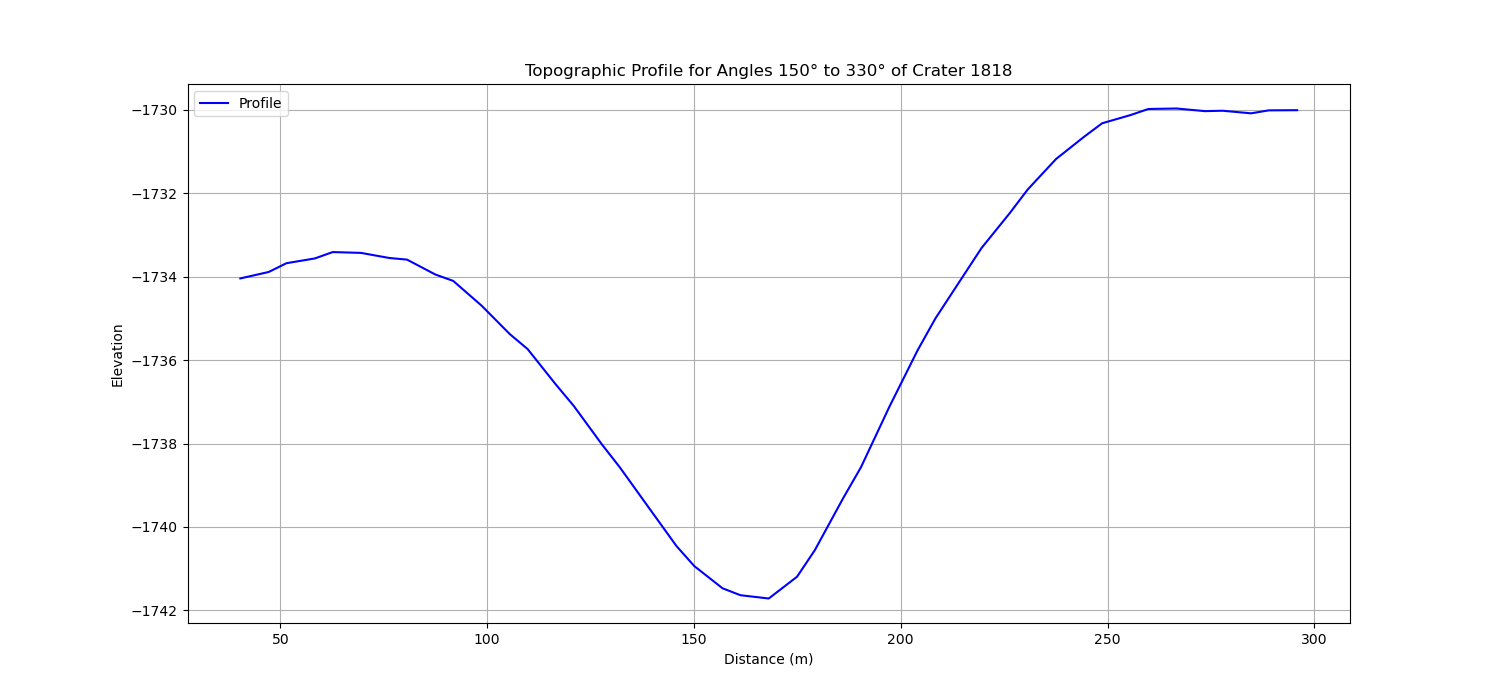 Topographic Profile for Angles 150° to 330° of Crater 1818
Profile
−1730
−1732
−1734
−1736
−1738
−1740
−1742
Elevation
50 100 150 200 250 300
Distance (m)